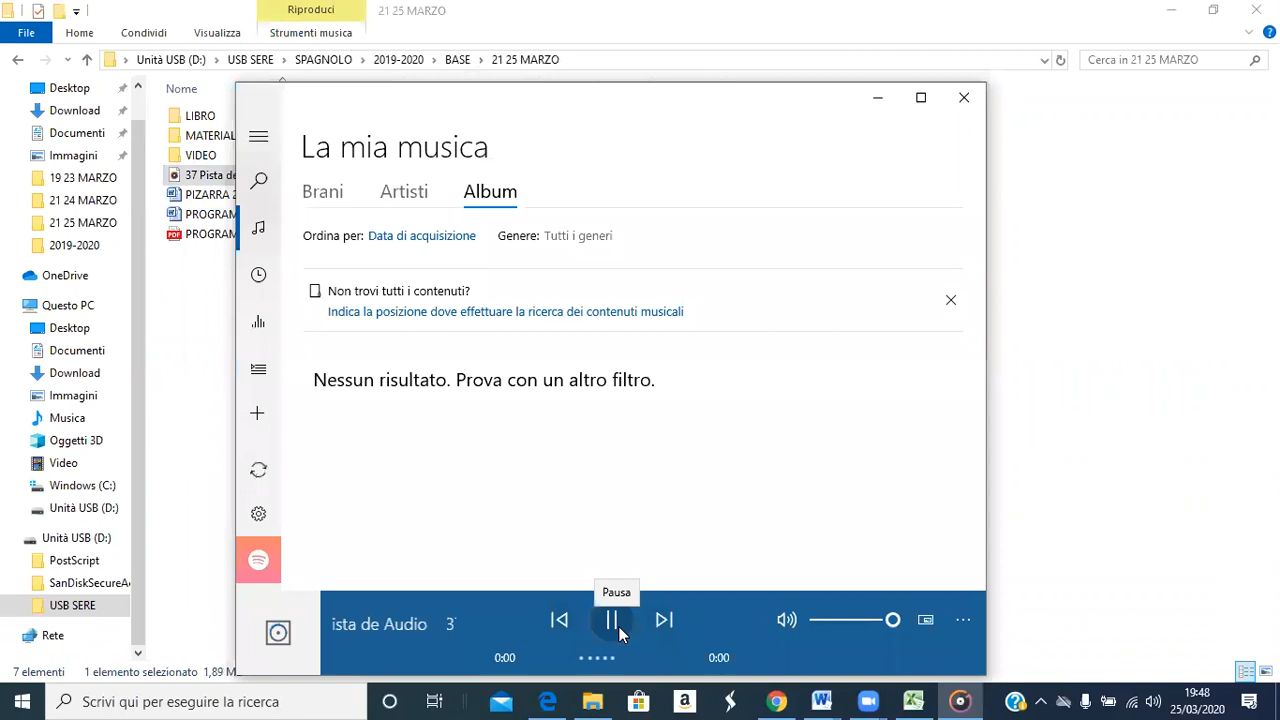 Riproduci
21 25 MARZO
File
Home
Condividi
Visualizza
Strumenti musica
Unità USB (D:) > USB SERE > SPAGNOLO > 2019-2020 > BASE > 21 25 MARZO
Cerca in 21 25 MARZO
Desktop
Download
Documenti
Immagini
19 23 MARZO
21 24 MARZO
21 25 MARZO
2019-2020
OneDrive
Questo PC
Desktop
Documenti
Download
Immagini
Musica
Oggetti 3D
Video
Windows (C:)
Unità USB (D:)
Unità USB (D:)
PostScript
SanDiskSecureAc
USB SERE
Rete
Nome
LIBRO
MATERIAL
VIDEO
37 Pista de
PIZARRA 2
PROGRAM
PROGRAM
La mia musica
Brani
Artisti
Album
Ordina per: Data di acquisizione
Genere: Tutti i generi
Non trovi tutti i contenuti?
Indica la posizione dove effettuare la ricerca dei contenuti musicali
Nessun risultato. Prova con un altro filtro.
Pausa
ista de Audio 3
0:00
0:00
7 elementi
1 elemento selezionato 1,89 M
Scrivi qui per eseguire la ricerca
19:48
25/03/2020